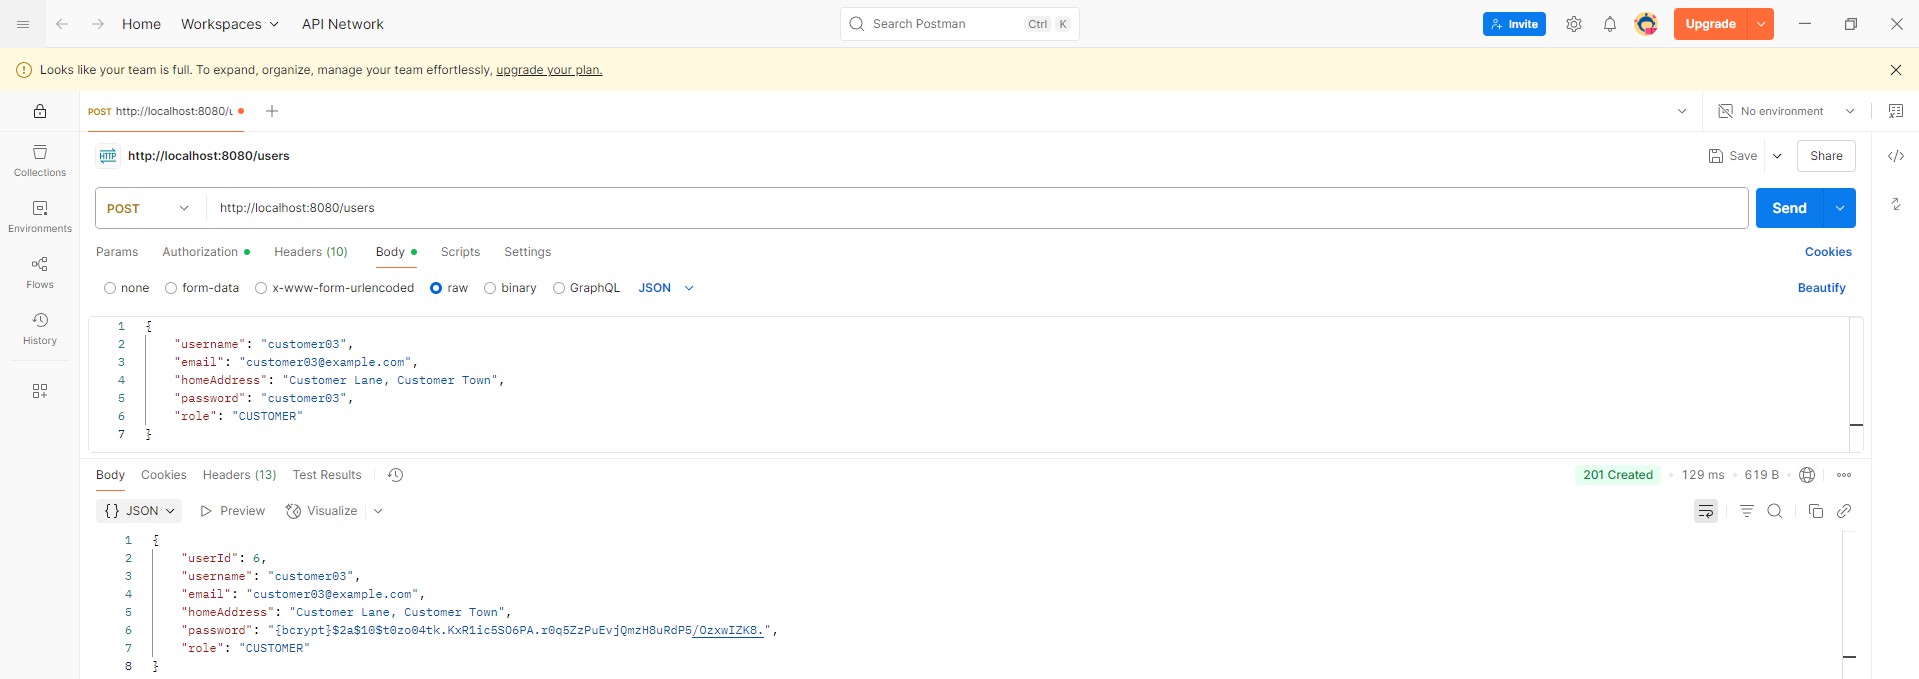 Home Workspaces API Network Search Postman Ctrl K Invite Upgrade
Looks like your team is full. To expand, organize, manage your team effortlessly, upgrade your plan.
POST http://localhost:8080/u No environment
HTTP http://localhost:8080/users Save Share
Collections
Environments
Flows
History
POST http://localhost:8080/users Send
Params Authorization Headers (10) Body Scripts Settings Cookies
none form-data x-www-form-urlencoded raw binary GraphQL JSON Beautify
1 {
2 "username": "customer03",
3 "email": "customer03@example.com",
4 "homeAddress": "Customer Lane, Customer Town",
5 "password": "customer03",
6 "role": "CUSTOMER"
7 }
Body Cookies Headers (13) Test Results 201 Created 129 ms 619 B
{} JSON Preview Visualize
1 {
2 "userId": 6,
3 "username": "customer03",
4 "email": "customer03@example.com",
5 "homeAddress": "Customer Lane, Customer Town",
6 "password": "{bcrypt}$2a$10$t0zo04tk.KxR1ic5SO6PA.r0q5ZzPuEvjQmzH8uRdP5/OzxwIZK8.",
7 "role": "CUSTOMER"
8 }